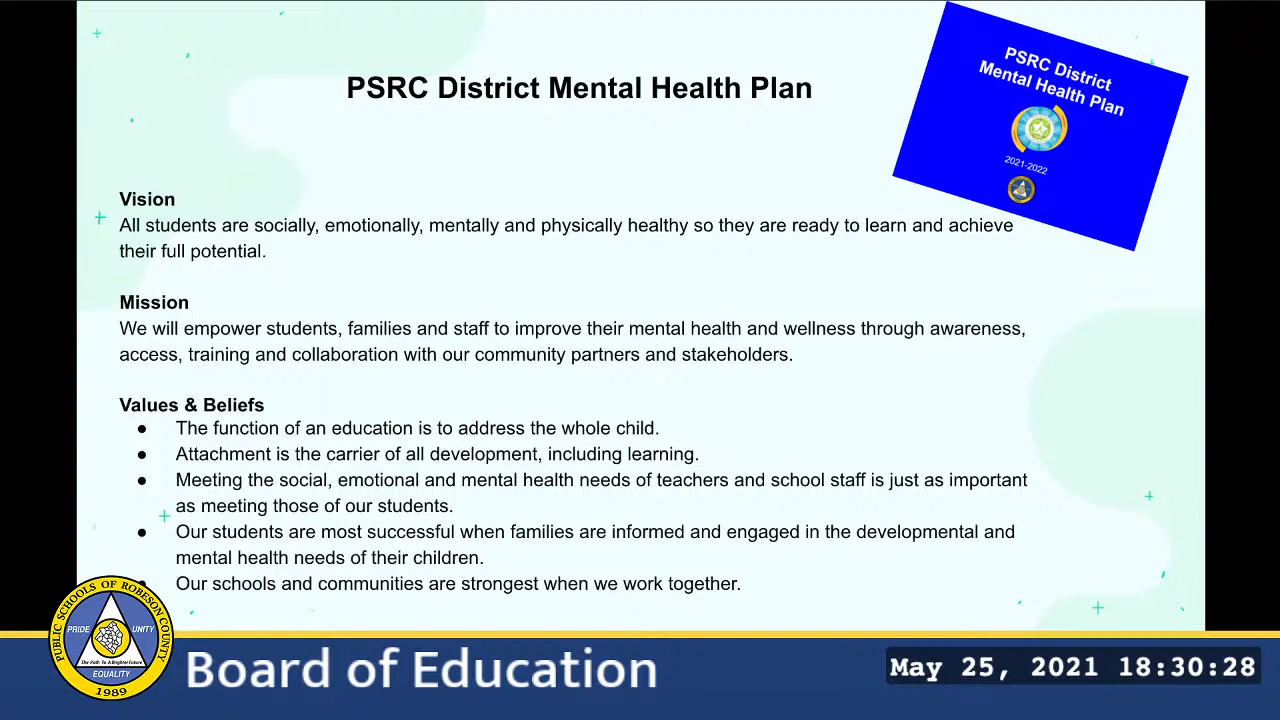 PSRC District Mental Health Plan
PSRC District
Mental Health Plan
2021-2022
Vision
All students are socially, emotionally, mentally and physically healthy so they are ready to learn and achieve
their full potential.
Mission
We will empower students, families and staff to improve their mental health and wellness through awareness,
access, training and collaboration with our community partners and stakeholders.
Values & Beliefs
● The function of an education is to address the whole child.
● Attachment is the carrier of all development, including learning.
● Meeting the social, emotional and mental health needs of teachers and school staff is just as important
as meeting those of our students.
● Our students are most successful when families are informed and engaged in the developmental and
mental health needs of their children.
● Our schools and communities are strongest when we work together.
PUBLIC SCHOOLS OF ROBESON COUNTY
PRIDE UNITY
The Path To A Brighter Future
EQUALITY
1989
Board of Education
May 25, 2021 18:30:28